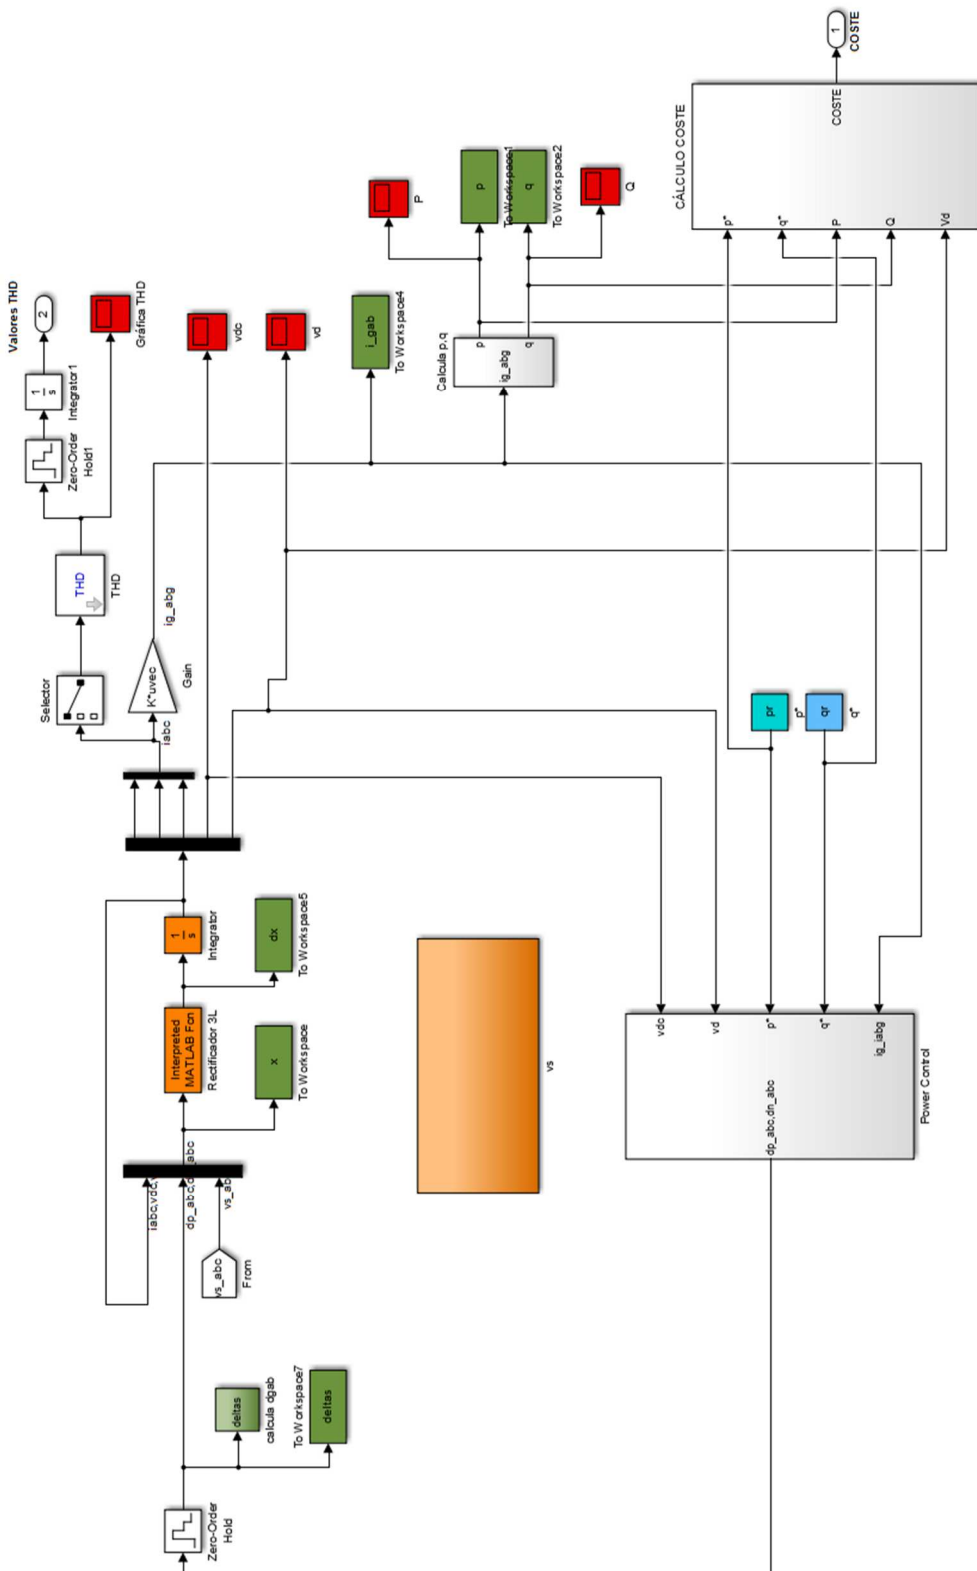 Zero-Order
Hold
deltas
calcula dgab
To Workspace7
deltas
iabc,vdc,
dp_abc,d
_abc
vs_ab
vs_abc
From
Interpreted
MATLAB Fcn
Rectificador 3L
x
To Workspace
1
s
Integrator
dx
To Workspace5
iabc
Selector
K*uvec
Gain
ig_abg
THD
THD
Zero-Order
Hold1
1
s
Integrator1
2
Valores THD
Gráfica THD
vdc
vd
i_gab
To Workspace4
Calcula p,q
ig_abg
p
q
P
p
To Workspace1
q
To Workspace2
Q
vs
pr
p*
qr
q*
vdc
vd
p*
q*
ig_iabg
dp_abc,dn_abc
Power Control
CÁLCULO COSTE
p*
q*
P
Q
Vd
COSTE
1
COSTE